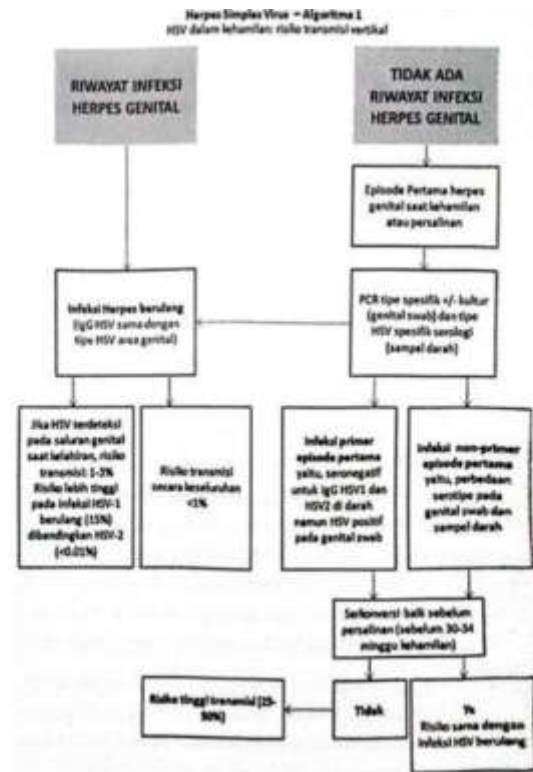 Herpes Simplex Virus – Algoritma 1
HSV dalam kehamilan: risiko transmisi vertikal
RIWAYAT INFEKSI
HERPES GENITAL
TIDAK ADA
RIWAYAT INFEKSI
HERPES GENITAL
Episode Pertama herpes
genital saat kehamilan
atau persalinan
Infeksi Herpes berulang
(IgG HSV sama dengan
tipe HSV area genital)
PCR tipe spesifik +/- kultur
(genital swab) dan tipe
HSV spesifik serologi
(sampel darah)
Jika HSV terdeteksi
pada saluran genital
saat kelahiran, risiko
transmisi: 1-3%
Risiko lebih tinggi
pada infeksi HSV-1
berulang (15%)
dibandingkan HSV-2
(<0.01%)
Risiko transmisi
secara keseluruhan
<1%
Infeksi primer
episode pertama
yaitu, seronegatif
untuk IgG HSV1 dan
HSV2 di darah
namun HSV positif
pada genital swab
Infeksi non-primer
episode pertama
yaitu, perbedaan
serotipe pada
genital swab dan
sampel darah
Serkonversi baik sebelum
persalinan (sebelum 30-34
minggu kehamilan)
Risiko tinggi transmisi (25-
50%)
Tidak
Ya
Risiko sama dengan
infeksi HSV berulang